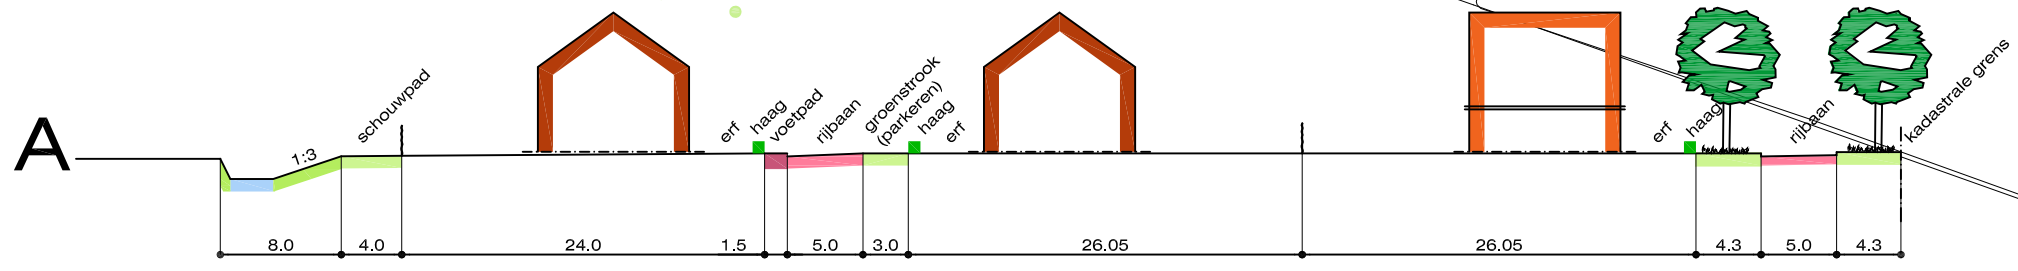 A
1:3
schouwpad
erf
haag
voetpad
rijbaan
groenstrook
(parkeren)
haag
erf
erf
haag
rijbaan
kadastrale grens
8.0
4.0
24.0
1.5
5.0
3.0
26.05
26.05
4.3
5.0
4.3